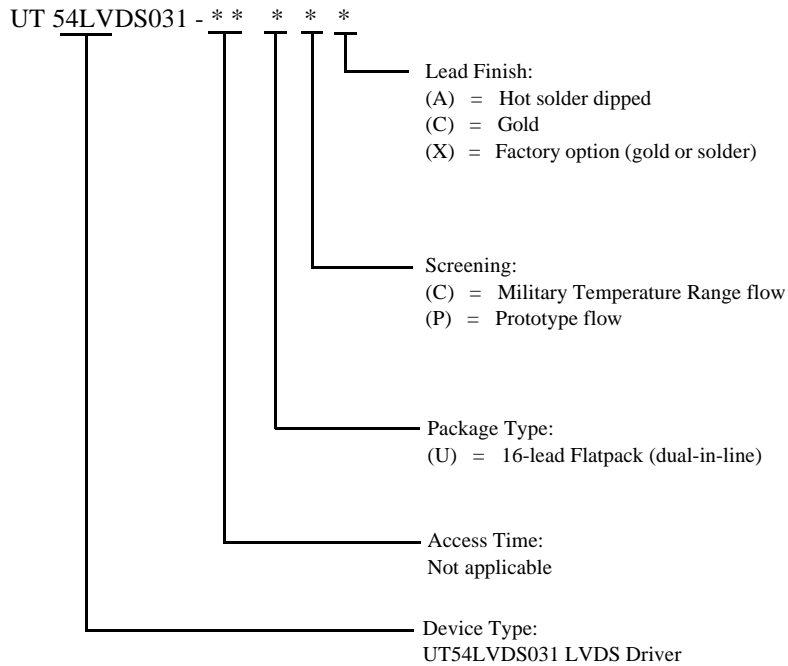 UT 54LVDS031 - * * * * *
Lead Finish:
(A) = Hot solder dipped
(C) = Gold
(X) = Factory option (gold or solder)
Screening:
(C) = Military Temperature Range flow
(P) = Prototype flow
Package Type:
(U) = 16-lead Flatpack (dual-in-line)
Access Time:
Not applicable
Device Type:
UT54LVDS031 LVDS Driver